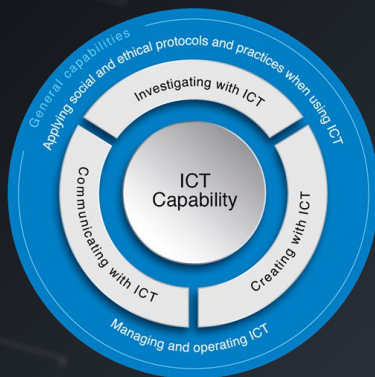 General capabilities
Applying social and ethical protocols and practices when using ICT
Investigating with ICT
ICT
Capability
Communicating with ICT
Creating with ICT
Managing and operating ICT